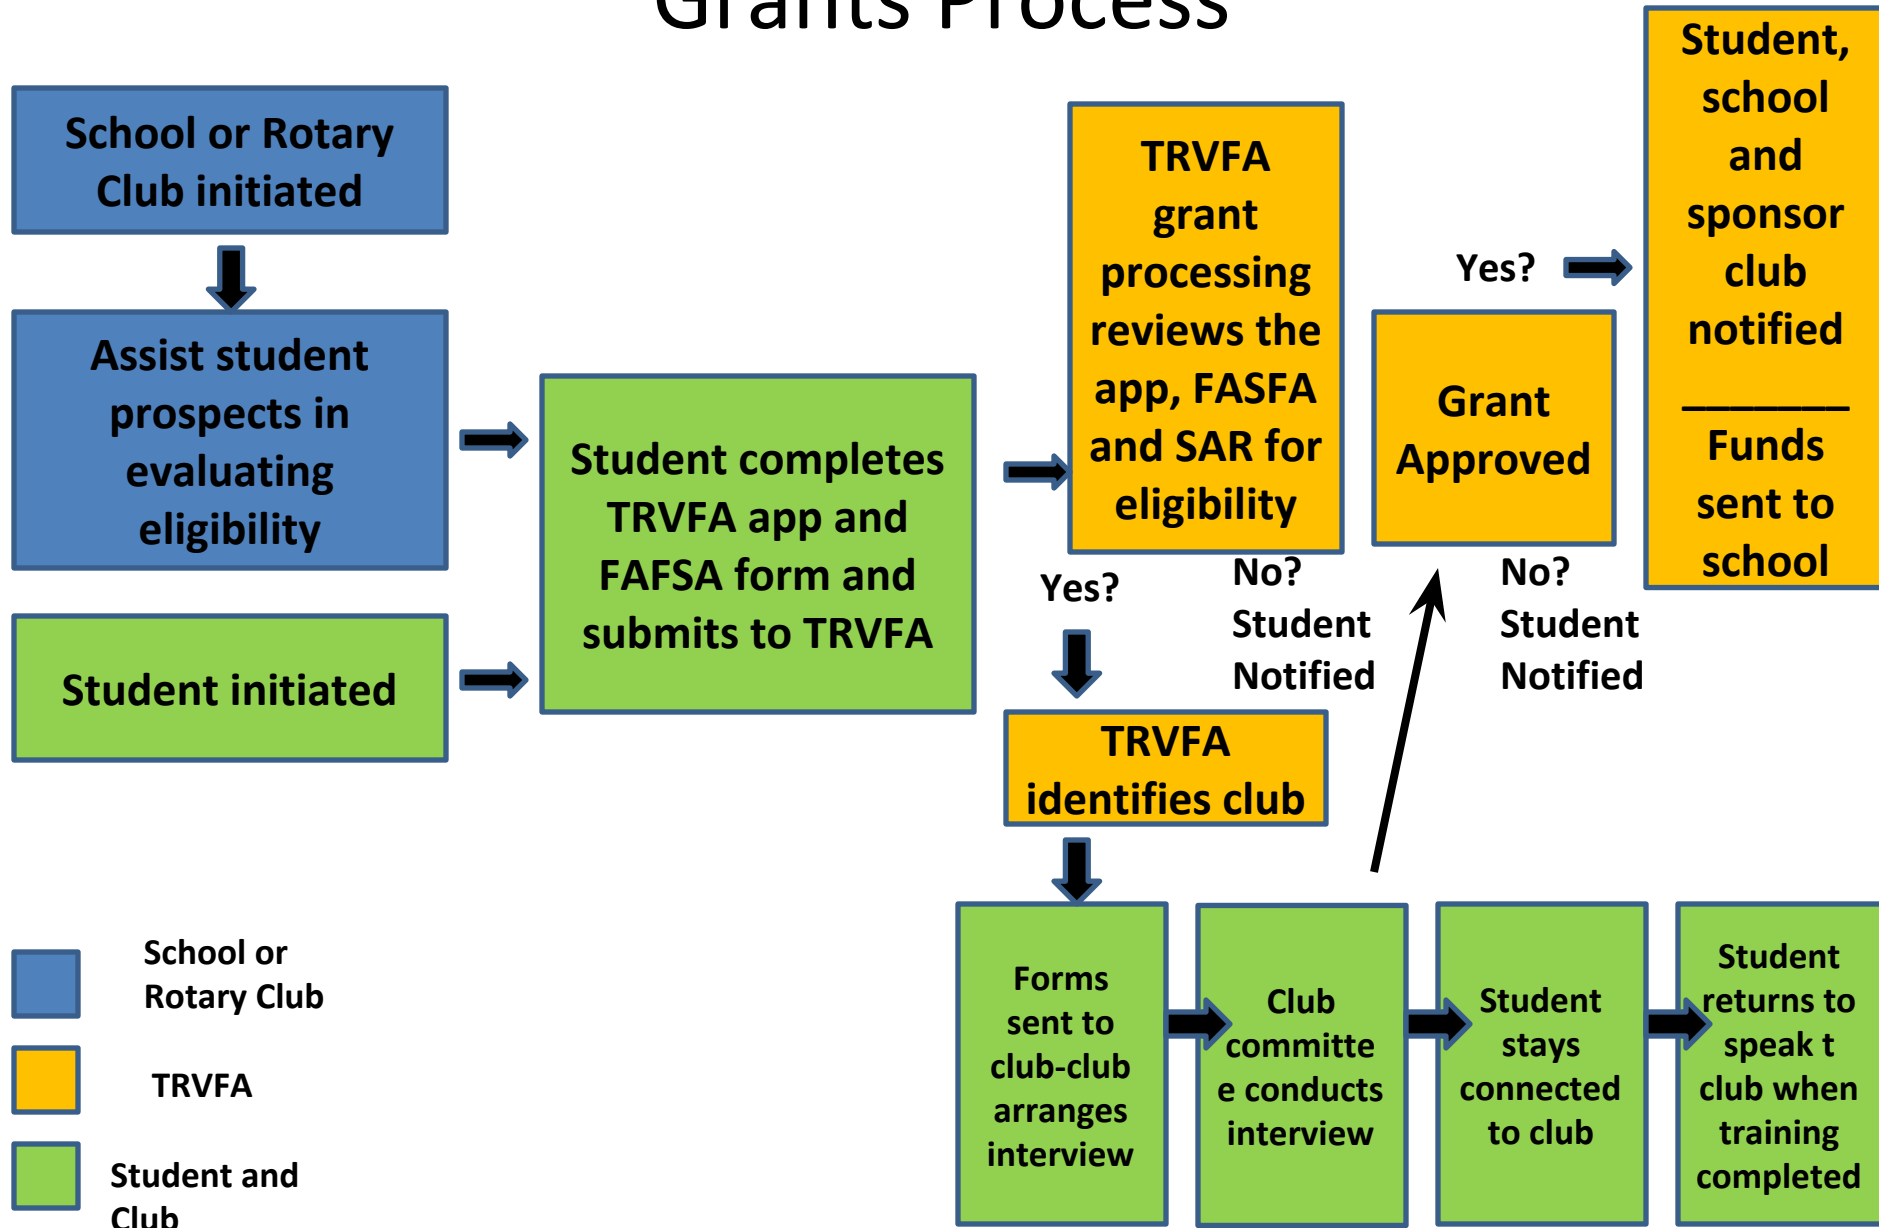 Grants Process
School or Rotary
Club initiated
Assist student
prospects in
evaluating
eligibility
Student initiated
Student completes
TRVFA app and
FAFSA form and
submits to TRVFA
TRVFA
grant
processing
reviews the
app, FASFA
and SAR for
eligibility
Yes?
No?
Student
Notified
TRVFA
identifies club
Forms
sent to
club-club
arranges
interview
Club
committe
e conducts
interview
Student
stays
connected
to club
Student
returns to
speak t
club when
training
completed
Grant
Approved
No?
Student
Notified
Yes?
Student,
school
and
sponsor
club
notified
_______
Funds
sent to
school
School or
Rotary Club
TRVFA
Student and
Club